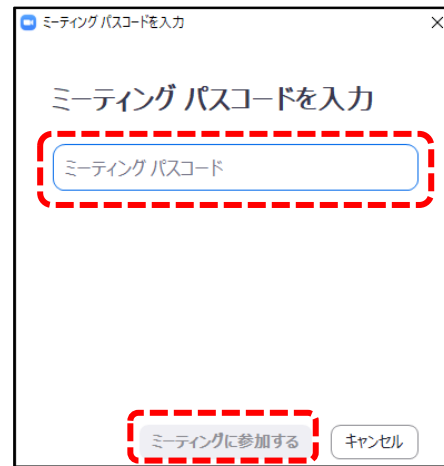 ミーティング パスコードを入力
ミーティング パスコードを入力
ミーティング パスコード
ミーティングに参加する
キャンセル